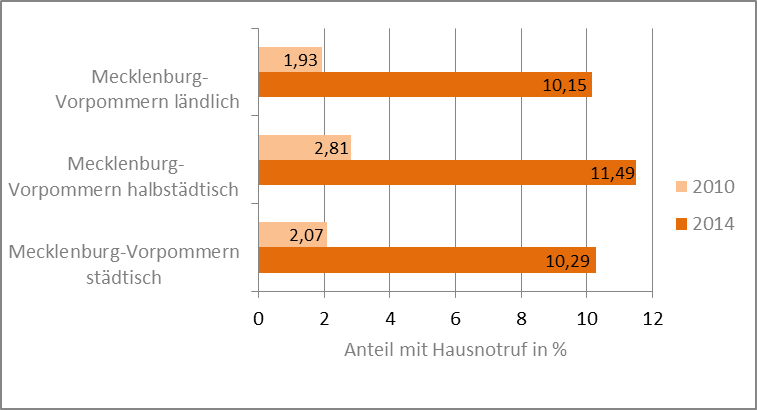 Mecklenburg-
Vorpommern ländlich
1,93
10,15
Mecklenburg-
Vorpommern halbstädtisch
2,81
11,49
Mecklenburg-Vorpommern
städtisch
2,07
10,29
0 2 4 6 8 10 12
Anteil mit Hausnotruf in %
2010
2014